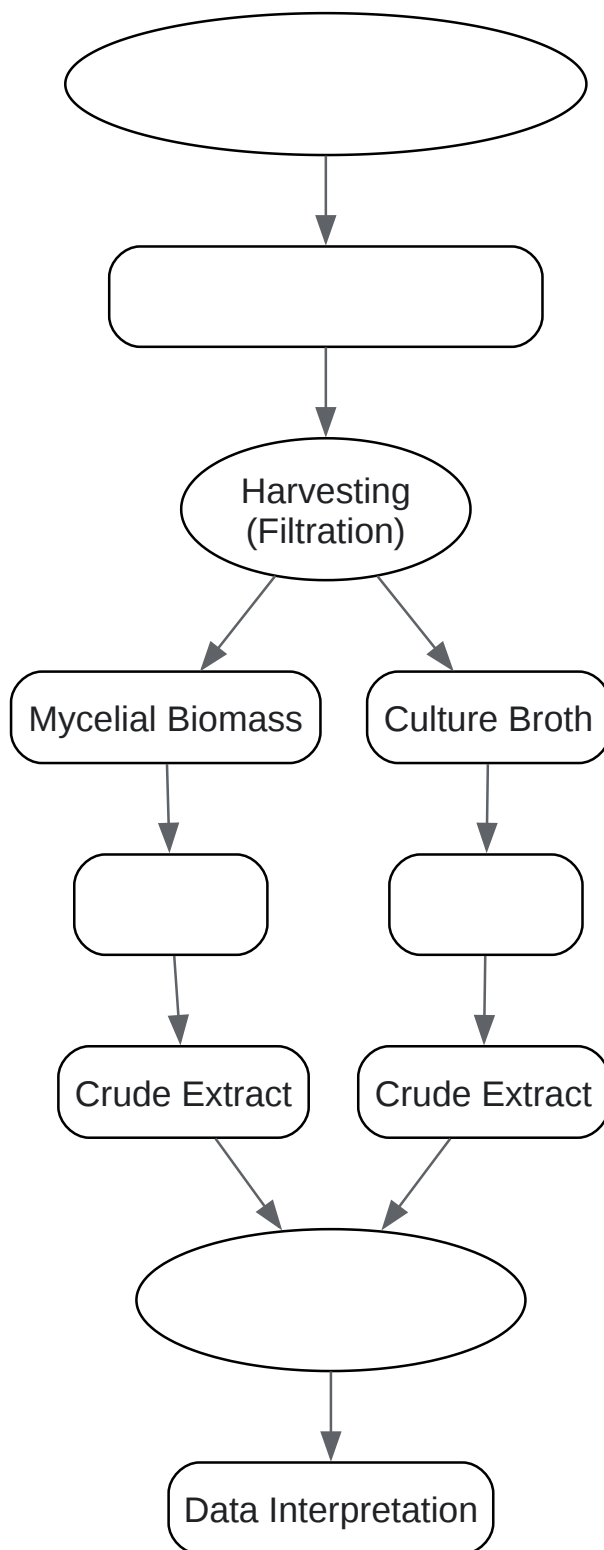 Harvesting
(Filtration)
Mycelial Biomass
Culture Broth
Crude Extract
Crude Extract
Data Interpretation